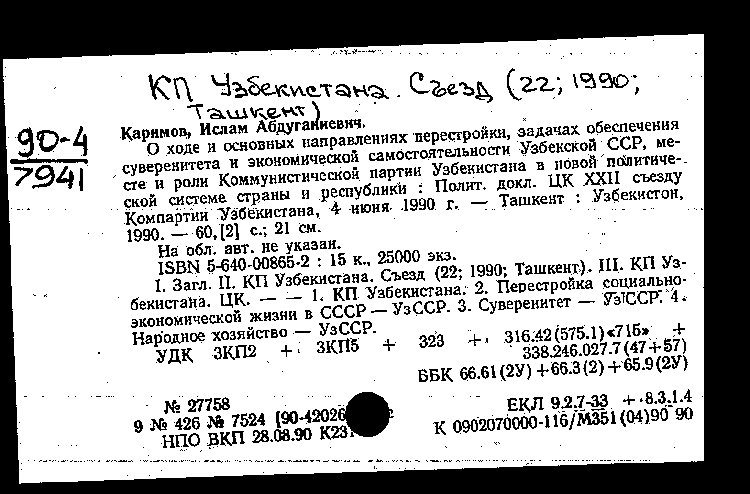 КП Узбекистана. Съезд (22; 1990;
Ташкент)
90-4
7941
Каримов, Ислам Абдуганиевич.
О ходе и основных направлениях перестройки, задачах обеспечения
суверенитета и экономической самостоятельности Узбекской ССР, ме-
сте и роли Коммунистической партии Узбекистана в новой политиче-
ской системе страны и республики : Полит. докл. ЦК XXII съезду
Компартии Узбекистана, 4 июня 1990 г. — Ташкент : Узбекистон,
1990. — 60,[2] с.; 21 см.
На обл. авт. не указан.
ISBN 5-640-00865-2 : 15 к., 25000 экз.
I. Загл. II. КП Узбекистана. Съезд (22; 1990; Ташкент). III. КП Уз-
бекистана. ЦК. — — 1. КП Узбекистана. 2. Перестройка социально-
экономической жизни в СССР — УзССР. 3. Суверенитет — УзССР. 4.
Народное хозяйство — УзССР.
УДК 3КП2 + 3КП5 + 323 + 316.42(575.1)«715» +
338.246.027.7(47+57)
ББК 66.61(2У)+66.3(2)+65.9(2У)
№ 27758
ЕКЛ 9.2.7-33 + 8.3.1.4
9 № 426 № 7524 [90-42026
К 0902070000-116/М351(04)90 90
НПО ВКП 28.08.90 К231